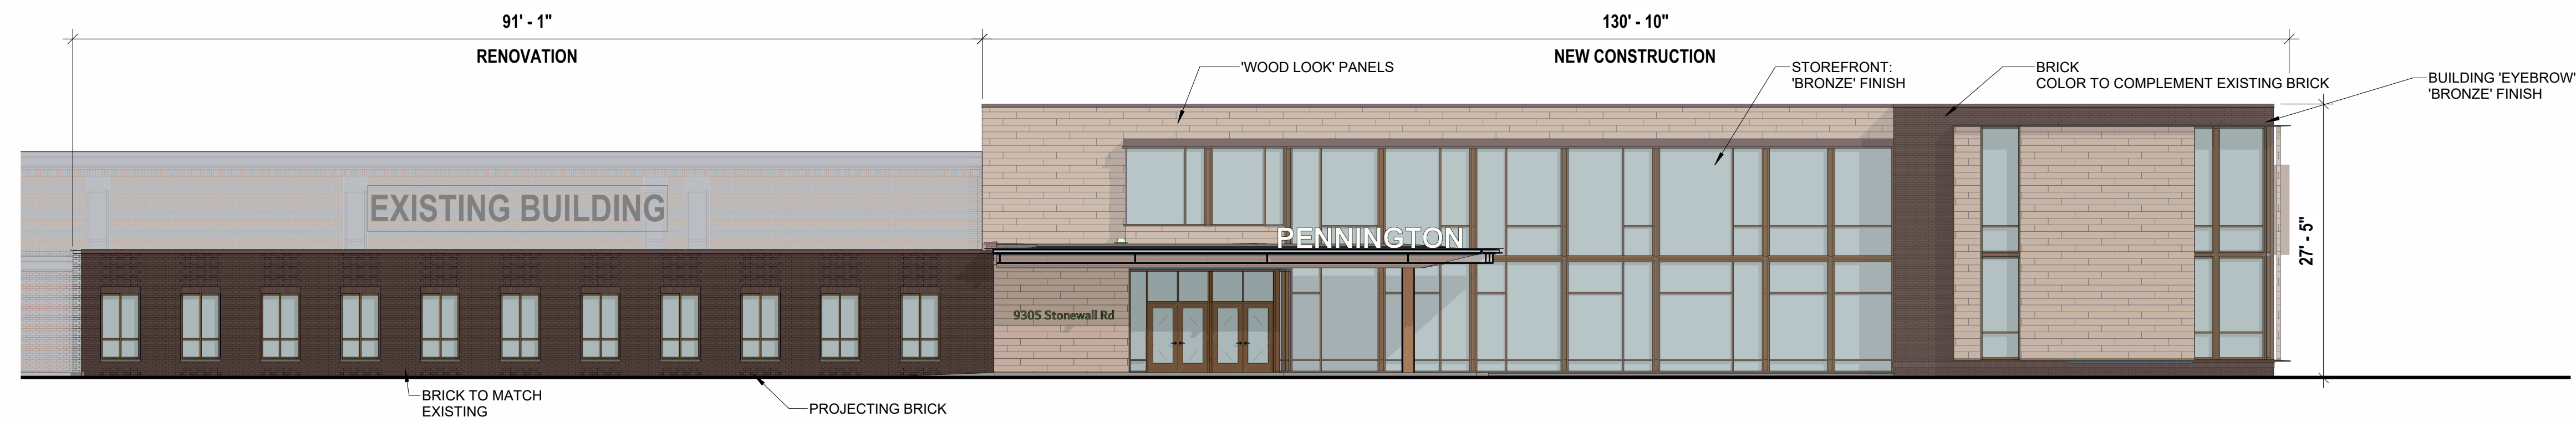 91' - 1"
130' - 10"
RENOVATION
NEW CONSTRUCTION
'WOOD LOOK' PANELS
STOREFRONT:
'BRONZE' FINISH
BRICK
COLOR TO COMPLEMENT EXISTING BRICK
BUILDING 'EYEBROW'
'BRONZE' FINISH
EXISTING BUILDING
PENNINGTON
27' - 5"
9305 Stonewall Rd
BRICK TO MATCH
EXISTING
PROJECTING BRICK